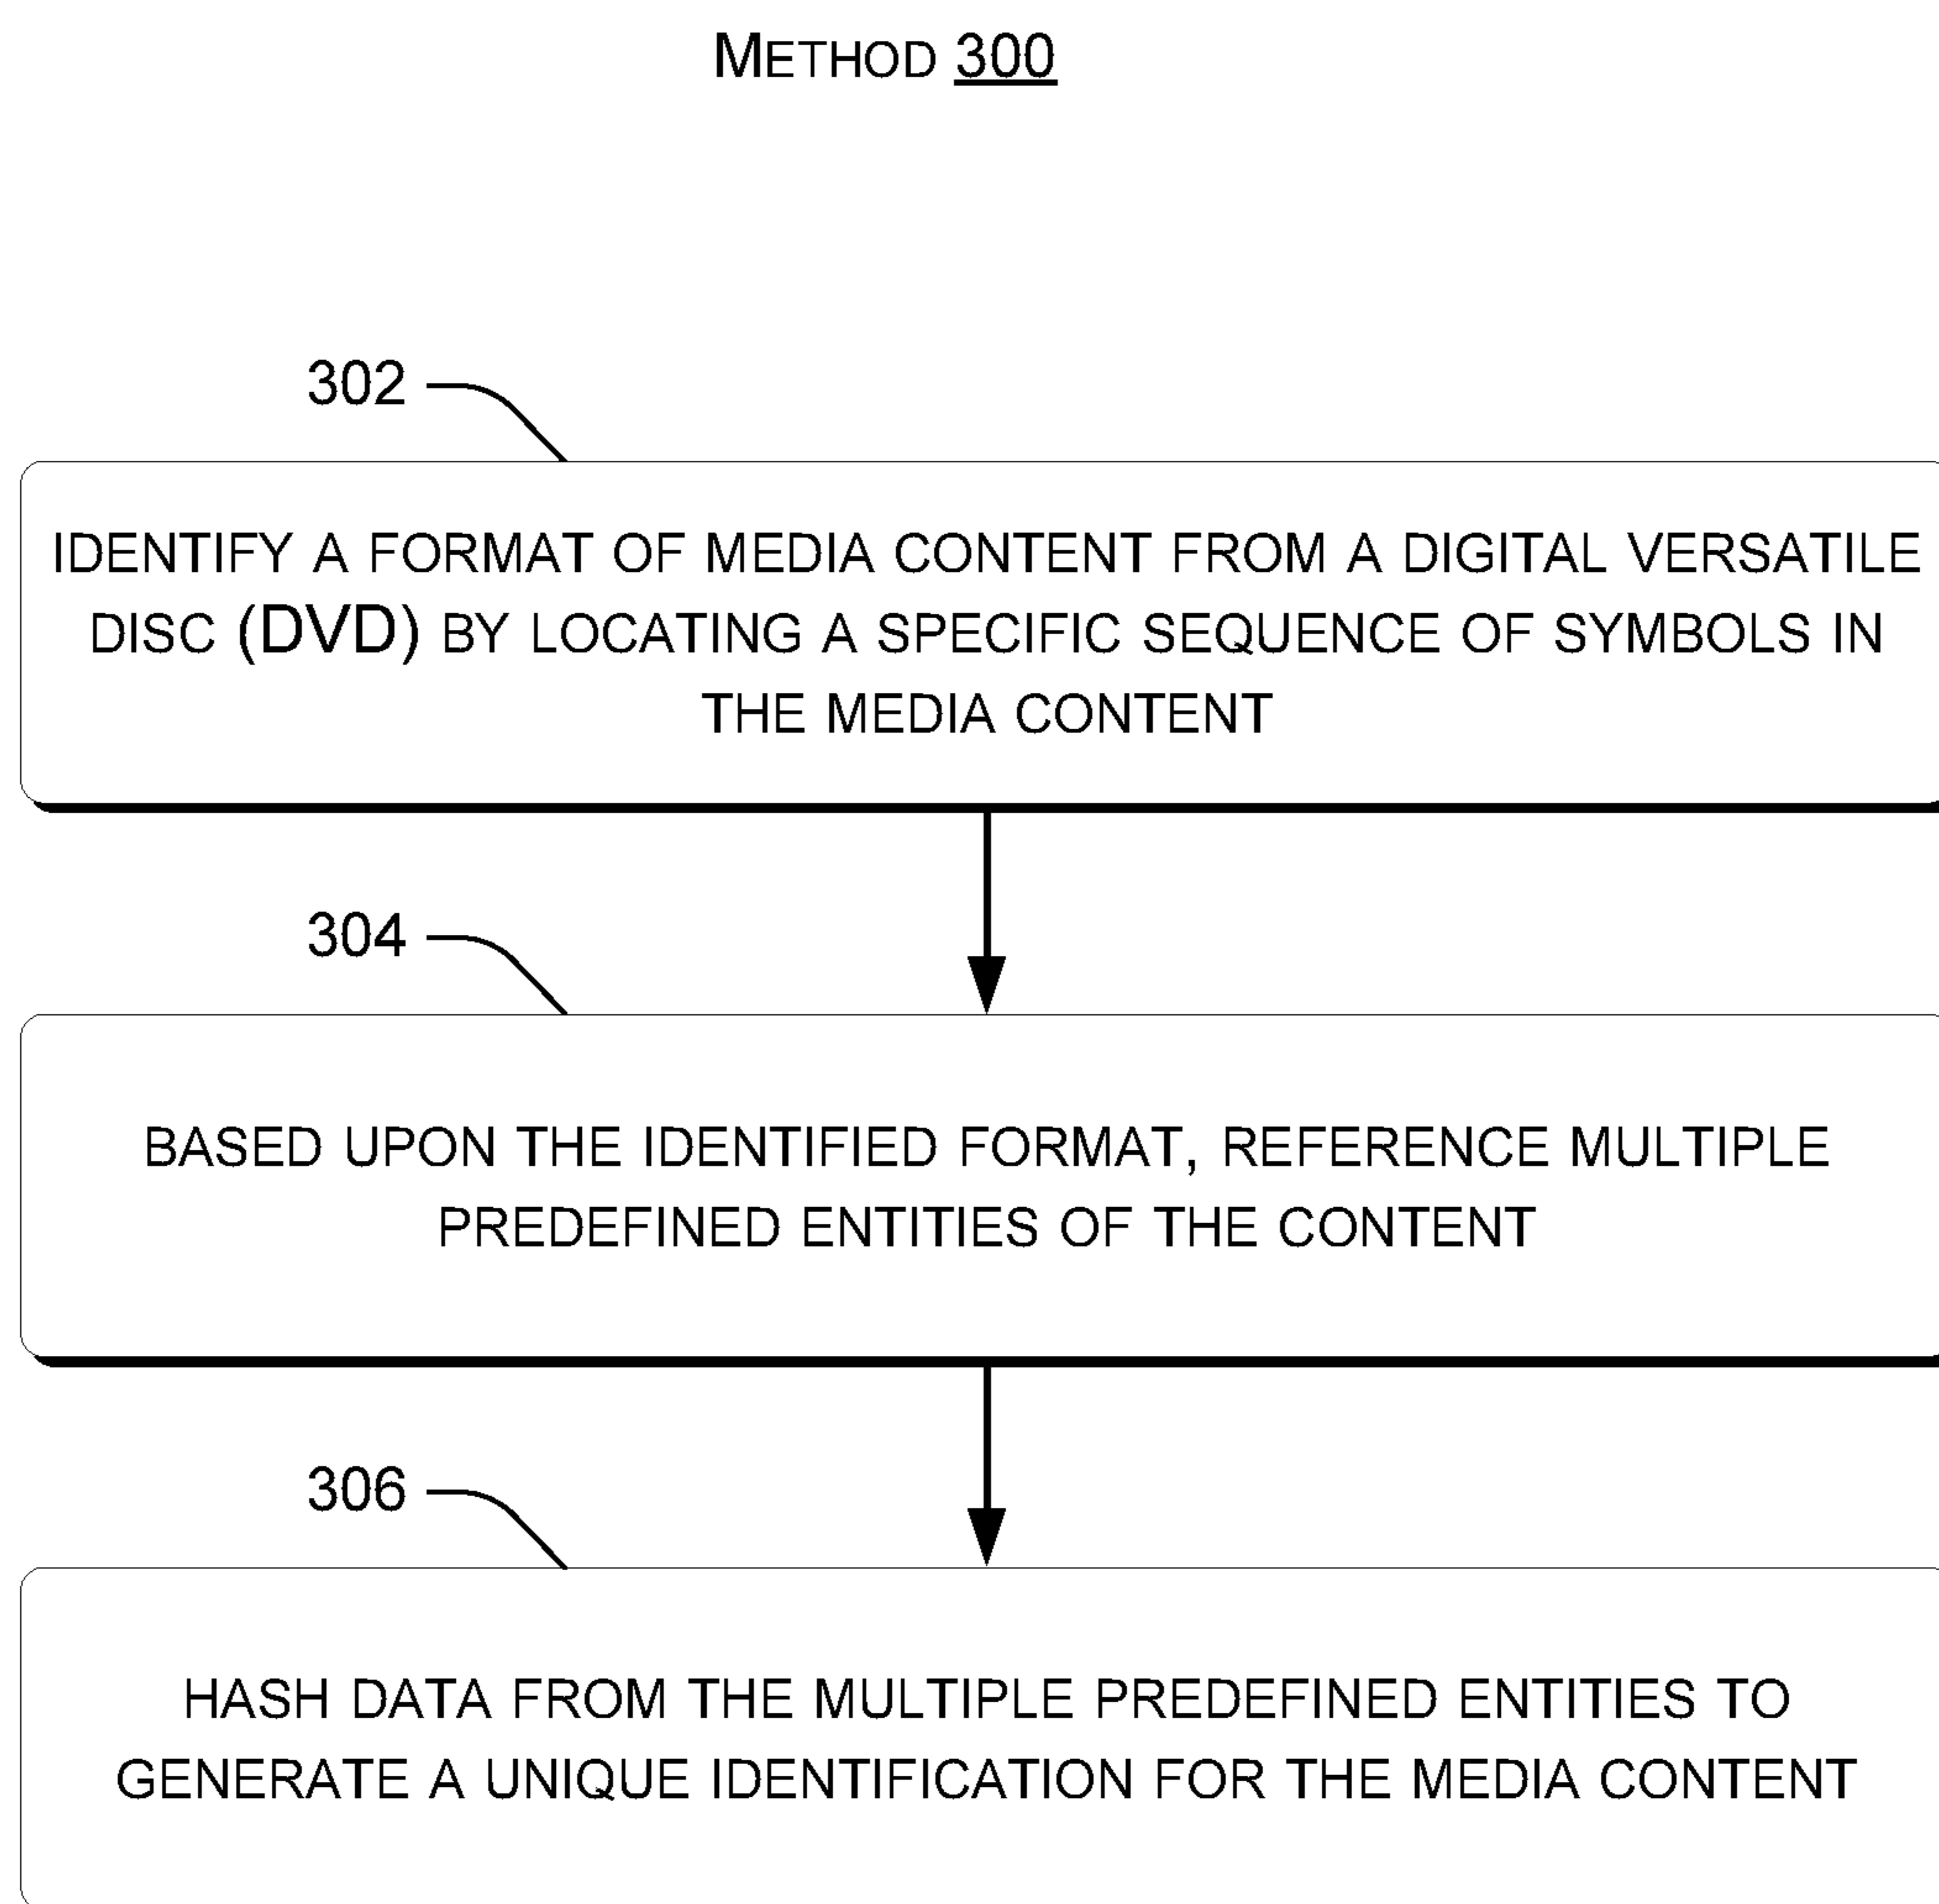 METHOD 300
302
IDENTIFY A FORMAT OF MEDIA CONTENT FROM A DIGITAL VERSATILE
DISC (DVD) BY LOCATING A SPECIFIC SEQUENCE OF SYMBOLS IN
THE MEDIA CONTENT
304
BASED UPON THE IDENTIFIED FORMAT, REFERENCE MULTIPLE
PREDEFINED ENTITIES OF THE CONTENT
306
HASH DATA FROM THE MULTIPLE PREDEFINED ENTITIES TO
GENERATE A UNIQUE IDENTIFICATION FOR THE MEDIA CONTENT